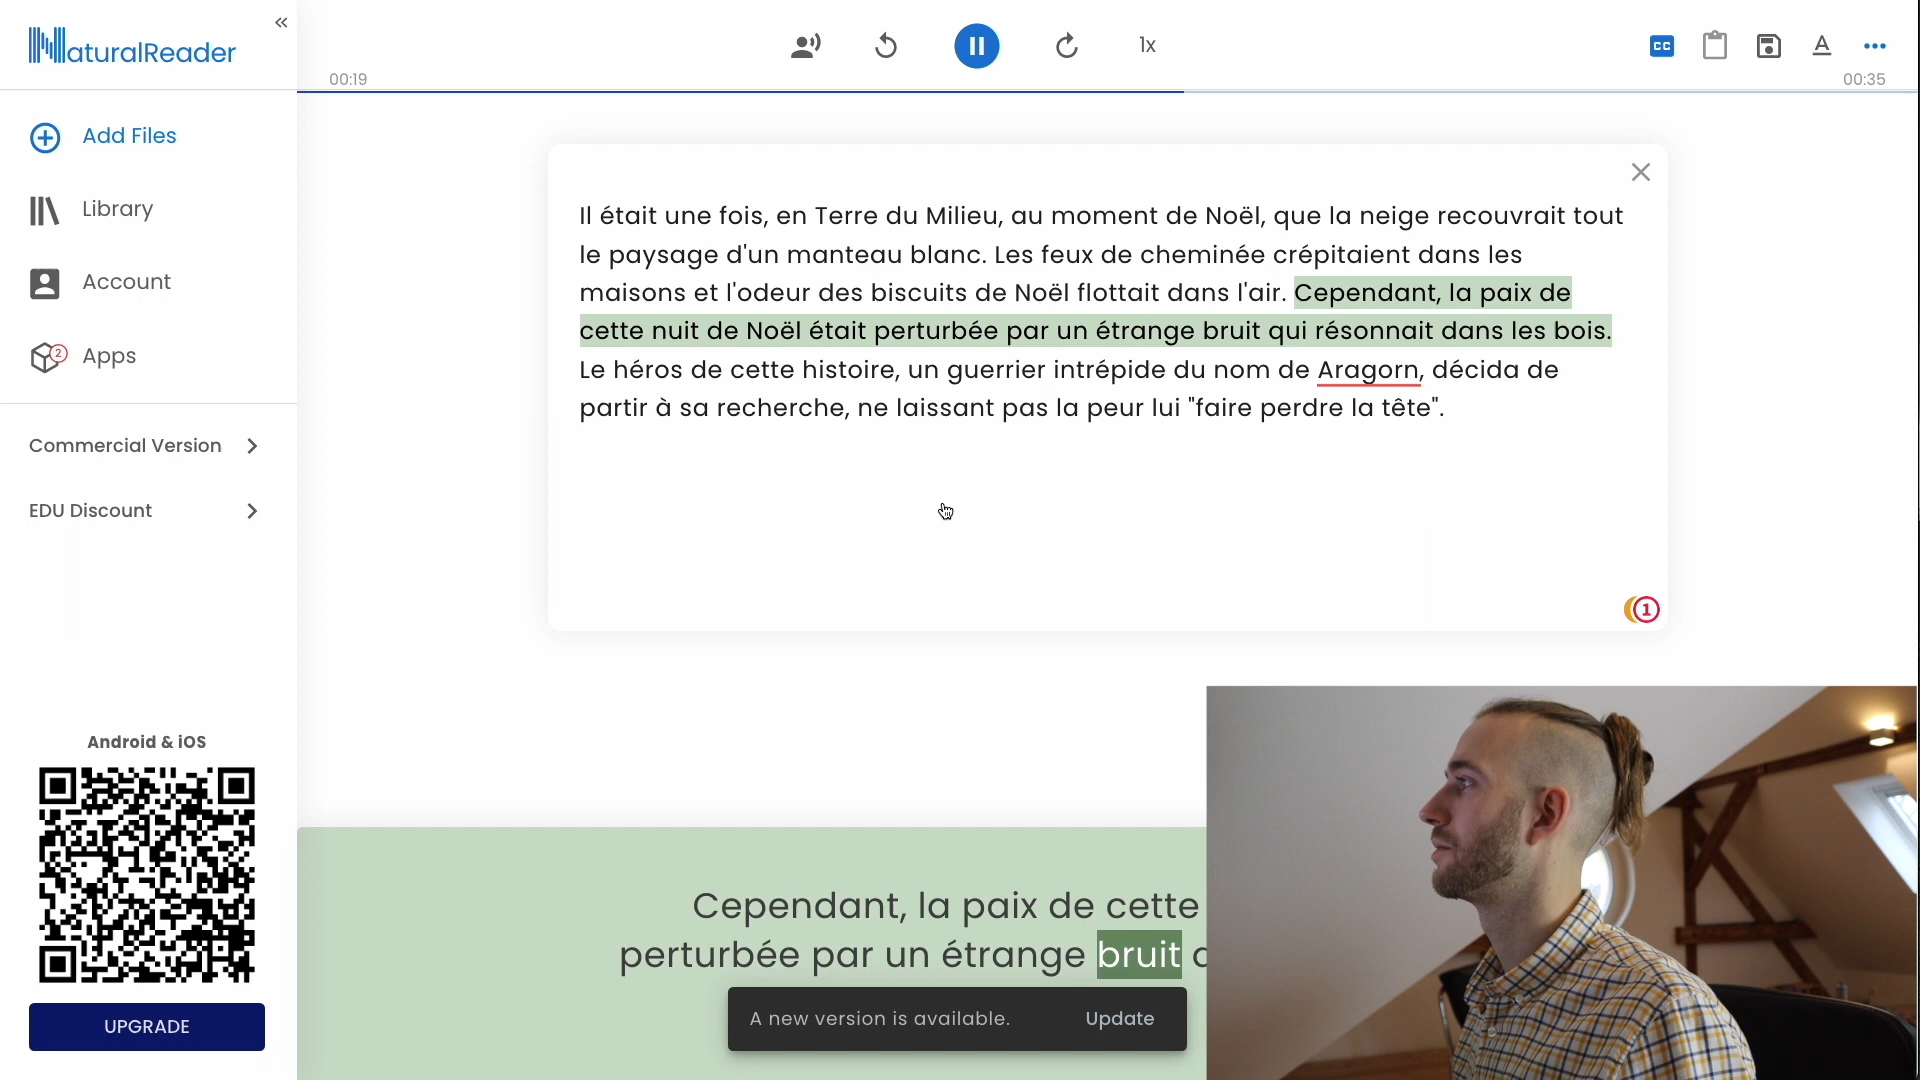 NaturalReader
«
1x
CC
A
00:19
00:35
Add Files
Library
Account
2
Apps
Commercial Version
EDU Discount
Il était une fois, en Terre du Milieu, au moment de Noël, que la neige recouvrait tout
le paysage d'un manteau blanc. Les feux de cheminée crépitaient dans les
maisons et l'odeur des biscuits de Noël flottait dans l'air. Cependant, la paix de
cette nuit de Noël était perturbée par un étrange bruit qui résonnait dans les bois.
Le héros de cette histoire, un guerrier intrépide du nom de Aragorn, décida de
partir à sa recherche, ne laissant pas la peur lui "faire perdre la tête".
1
Android & iOS
UPGRADE
Cependant, la paix de cette
perturbée par un étrange bruit
A new version is available.
Update